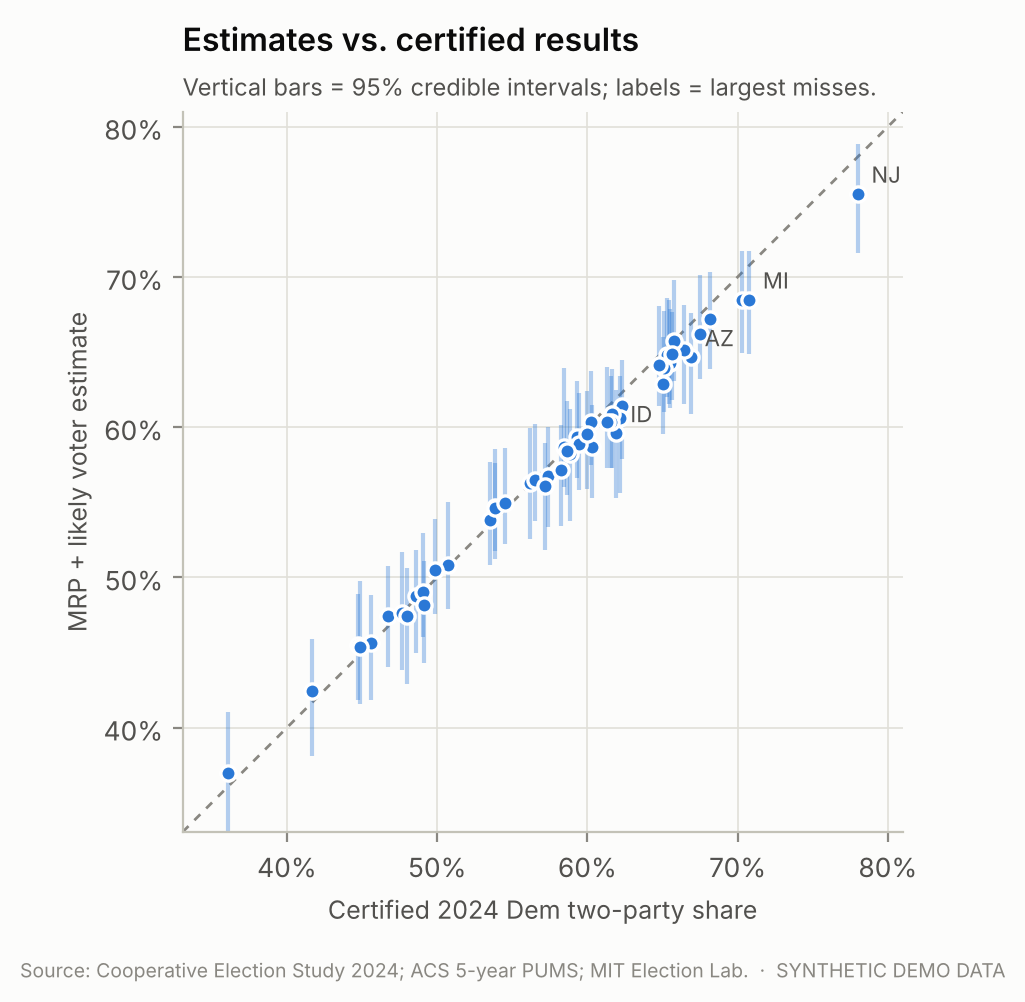 Estimates vs. certified results
Vertical bars = 95% credible intervals; labels = largest misses.
80%
NJ
70%
MI
AZ
MRP + likely voter estimate
60%
ID
50%
40%
40% 50% 60% 70% 80%
Certified 2024 Dem two-party share
Source: Cooperative Election Study 2024; ACS 5-year PUMS; MIT Election Lab. · SYNTHETIC DEMO DATA